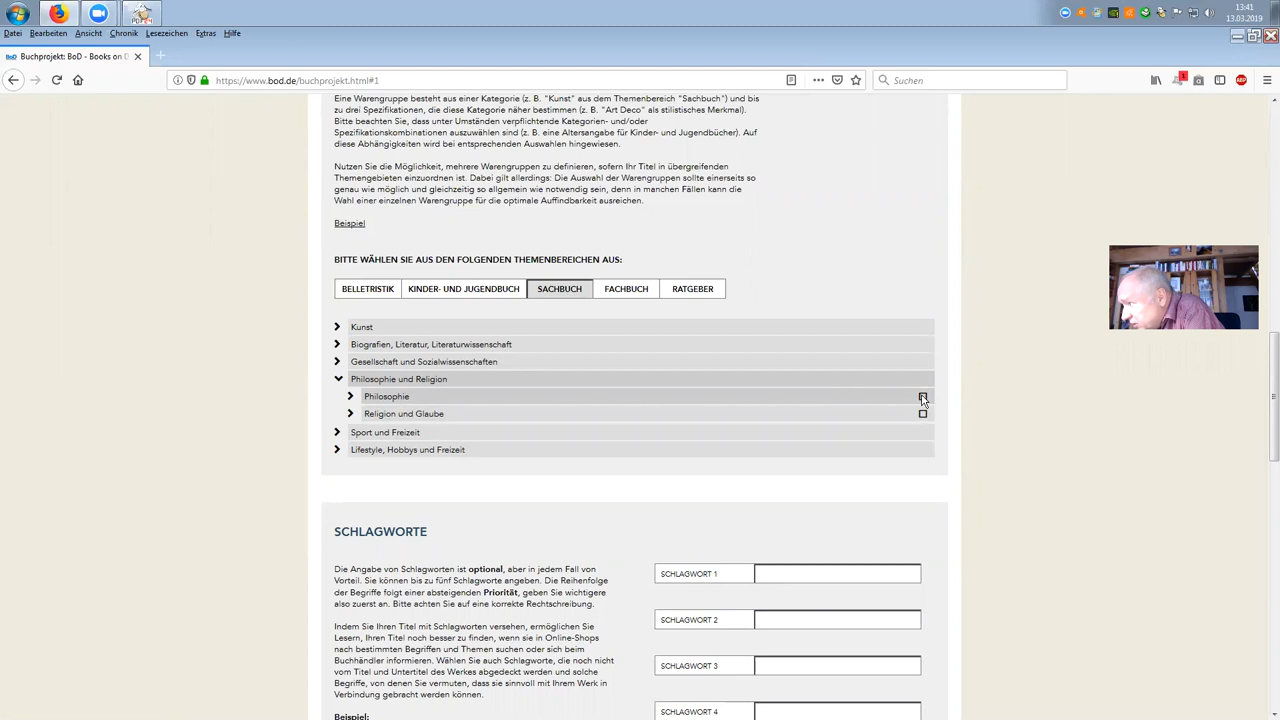 13:41
13.03.2019
Datei Bearbeiten Ansicht Chronik Lesezeichen Extras Hilfe
BoD Buchprojekt: BoD - Books on D
https://www.bod.de/buchprojekt.html#1
Suchen
1
ABP
Eine Warengruppe besteht aus einer Kategorie (z. B. "Kunst" aus dem Themenbereich "Sachbuch") und bis
zu drei Spezifikationen, die diese Kategorie näher bestimmen (z. B. "Art Deco" als stilistisches Merkmal).
Bitte beachten Sie, dass unter Umständen verpflichtende Kategorien- und/oder
Spezifikationskombinationen auszuwählen sind (z. B. eine Altersangabe für Kinder- und Jugendbücher). Auf
diese Abhängigkeiten wird bei entsprechenden Auswahlen hingewiesen.
Nutzen Sie die Möglichkeit, mehrere Warengruppen zu definieren, sofern Ihr Titel in übergreifenden
Themengebieten einzuordnen ist. Dabei gilt allerdings: Die Auswahl der Warengruppen sollte einerseits so
genau wie möglich und gleichzeitig so allgemein wie notwendig sein, denn in manchen Fällen kann die
Wahl einer einzelnen Warengruppe für die optimale Auffindbarkeit ausreichen.
Beispiel
BITTE WÄHLEN SIE AUS DEN FOLGENDEN THEMENBEREICHEN AUS:
BELLETRISTIK KINDER- UND JUGENDBUCH SACHBUCH FACHBUCH RATGEBER
Kunst
Biografien, Literatur, Literaturwissenschaft
Gesellschaft und Sozialwissenschaften
Philosophie und Religion
Philosophie
Religion und Glaube
Sport und Freizeit
Lifestyle, Hobbys und Freizeit
SCHLAGWORTE
Die Angabe von Schlagworten ist optional, aber in jedem Fall von
Vorteil. Sie können bis zu fünf Schlagworte angeben. Die Reihenfolge
der Begriffe folgt einer absteigenden Priorität, geben Sie wichtigere
also zuerst an. Bitte achten Sie auf eine korrekte Rechtschreibung.
Indem Sie Ihren Titel mit Schlagworten versehen, ermöglichen Sie
Lesern, Ihren Titel noch besser zu finden, wenn sie in Online-Shops
nach bestimmten Begriffen und Themen suchen oder sich beim
Buchhändler informieren. Wählen Sie auch Schlagworte, die noch nicht
vom Titel und Untertitel des Werkes abgedeckt werden und solche
Begriffe, von denen Sie vermuten, dass sie sinnvoll mit Ihrem Werk in
Verbindung gebracht werden können.
Beispiel:
SCHLAGWORT 1
SCHLAGWORT 2
SCHLAGWORT 3
SCHLAGWORT 4